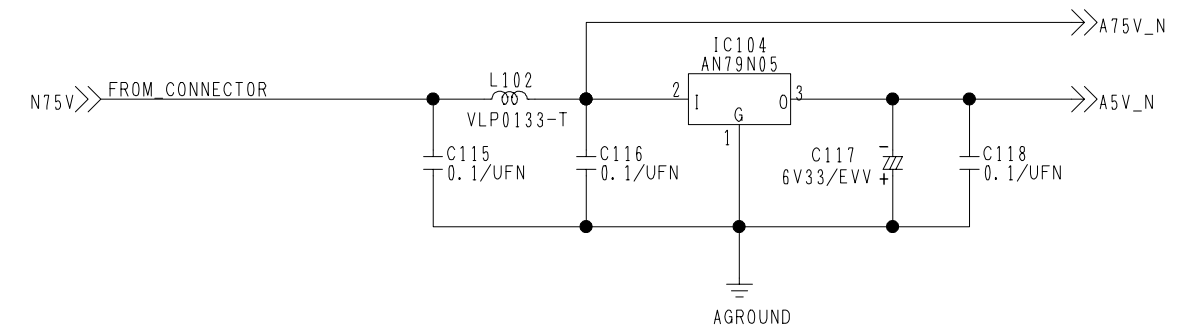 A75V_N
IC104
AN79N05
N75V
FROM_CONNECTOR
L102
VLP0133-T
2
I
O
3
G
1
A5V_N
C115
0.1/UFN
C116
0.1/UFN
C117
6V33/EVV
-
+
C118
0.1/UFN
AGROUND